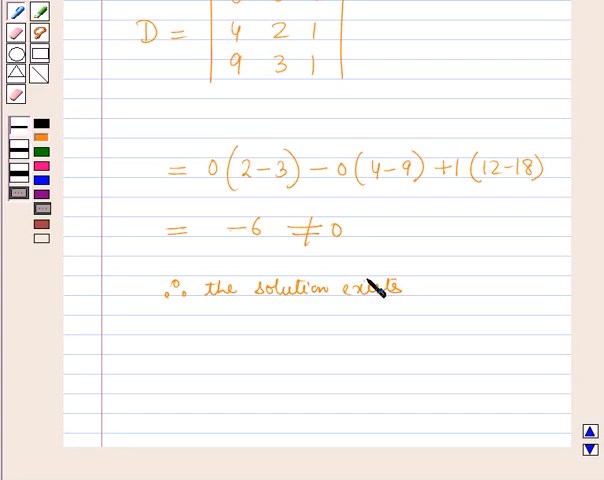 D = | 4 2 1 |
9 3 1
= 0(2-3) - 0(4-9) + 1(12-18)
= -6 ≠ 0
∴ the solution exists